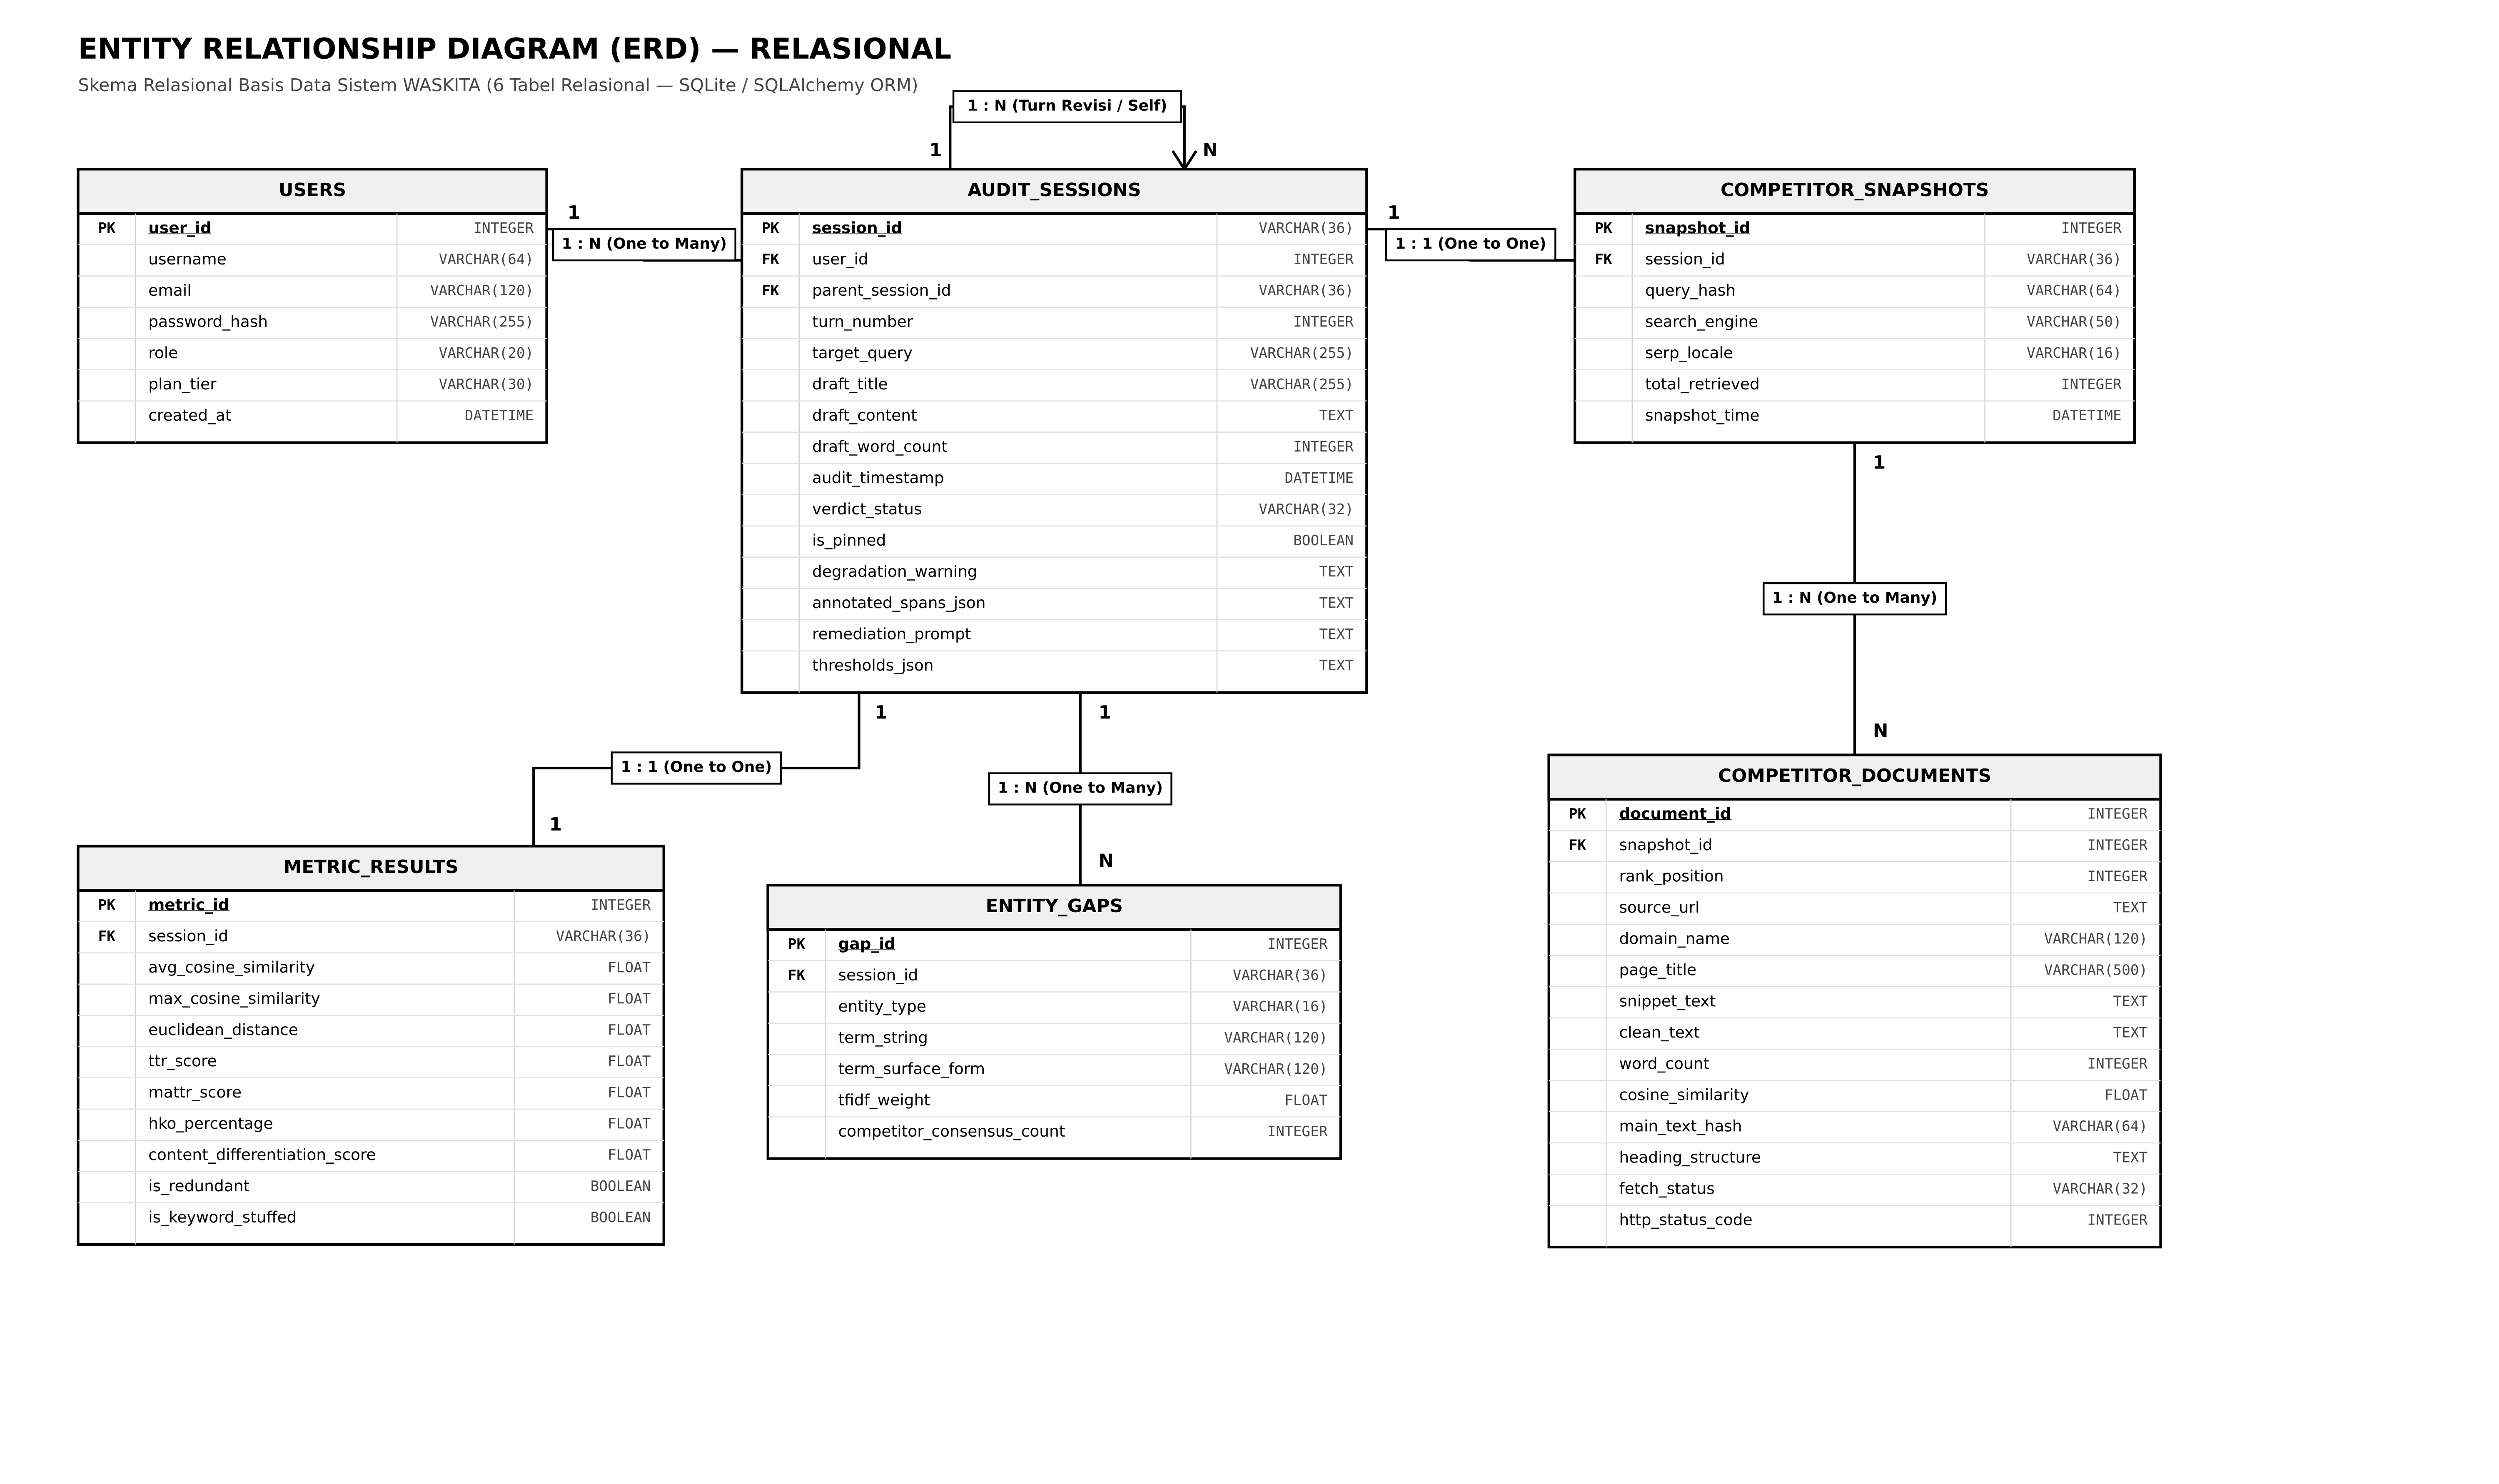 ENTITY RELATIONSHIP DIAGRAM (ERD) — RELASIONAL
Skema Relasional Basis Data Sistem WASKITA (6 Tabel Relasional — SQLite / SQLAlchemy ORM)
1 : N (Turn Revisi / Self)
1
N
USERS
PK user_id INTEGER
username VARCHAR(64)
email VARCHAR(120)
password_hash VARCHAR(255)
role VARCHAR(20)
plan_tier VARCHAR(30)
created_at DATETIME
1
1 : N (One to Many)
AUDIT_SESSIONS
PK session_id VARCHAR(36)
FK user_id INTEGER
FK parent_session_id VARCHAR(36)
turn_number INTEGER
target_query VARCHAR(255)
draft_title VARCHAR(255)
draft_content TEXT
draft_word_count INTEGER
audit_timestamp DATETIME
verdict_status VARCHAR(32)
is_pinned BOOLEAN
degradation_warning TEXT
annotated_spans_json TEXT
remediation_prompt TEXT
thresholds_json TEXT
1
1 : 1 (One to One)
COMPETITOR_SNAPSHOTS
PK snapshot_id INTEGER
FK session_id VARCHAR(36)
query_hash VARCHAR(64)
search_engine VARCHAR(50)
serp_locale VARCHAR(16)
total_retrieved INTEGER
snapshot_time DATETIME
1
1 : N (One to Many)
N
1
1 : 1 (One to One)
1
1
1 : N (One to Many)
N
METRIC_RESULTS
PK metric_id INTEGER
FK session_id VARCHAR(36)
avg_cosine_similarity FLOAT
max_cosine_similarity FLOAT
euclidean_distance FLOAT
ttr_score FLOAT
mattr_score FLOAT
hko_percentage FLOAT
content_differentiation_score FLOAT
is_redundant BOOLEAN
is_keyword_stuffed BOOLEAN
ENTITY_GAPS
PK gap_id INTEGER
FK session_id VARCHAR(36)
entity_type VARCHAR(16)
term_string VARCHAR(120)
term_surface_form VARCHAR(120)
tfidf_weight FLOAT
competitor_consensus_count INTEGER
COMPETITOR_DOCUMENTS
PK document_id INTEGER
FK snapshot_id INTEGER
rank_position INTEGER
source_url TEXT
domain_name VARCHAR(120)
page_title VARCHAR(500)
snippet_text TEXT
clean_text TEXT
word_count INTEGER
cosine_similarity FLOAT
main_text_hash VARCHAR(64)
heading_structure TEXT
fetch_status VARCHAR(32)
http_status_code INTEGER